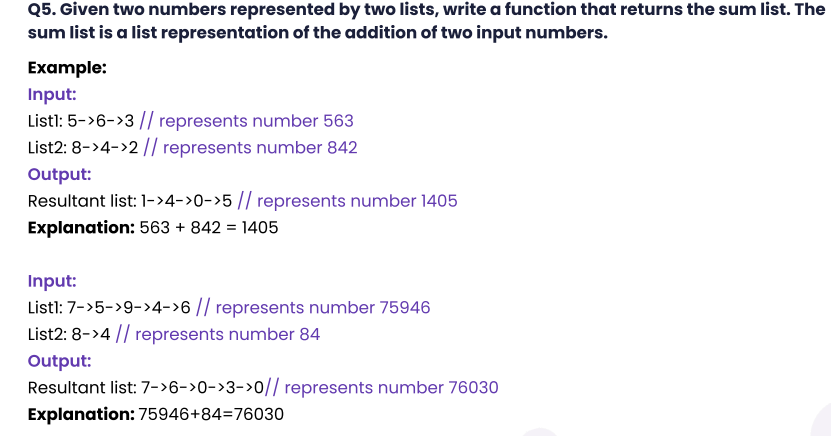 Q5. Given two numbers represented by two lists, write a function that returns the sum list. The
sum list is a list representation of the addition of two input numbers.
Example:
Input:
List1: 5->6->3 // represents number 563
List2: 8->4->2 // represents number 842
Output:
Resultant list: 1->4->0->5 // represents number 1405
Explanation: 563 + 842 = 1405
Input:
List1: 7->5->9->4->6 // represents number 75946
List2: 8->4 // represents number 84
Output:
Resultant list: 7->6->0->3->0// represents number 76030
Explanation: 75946+84=76030